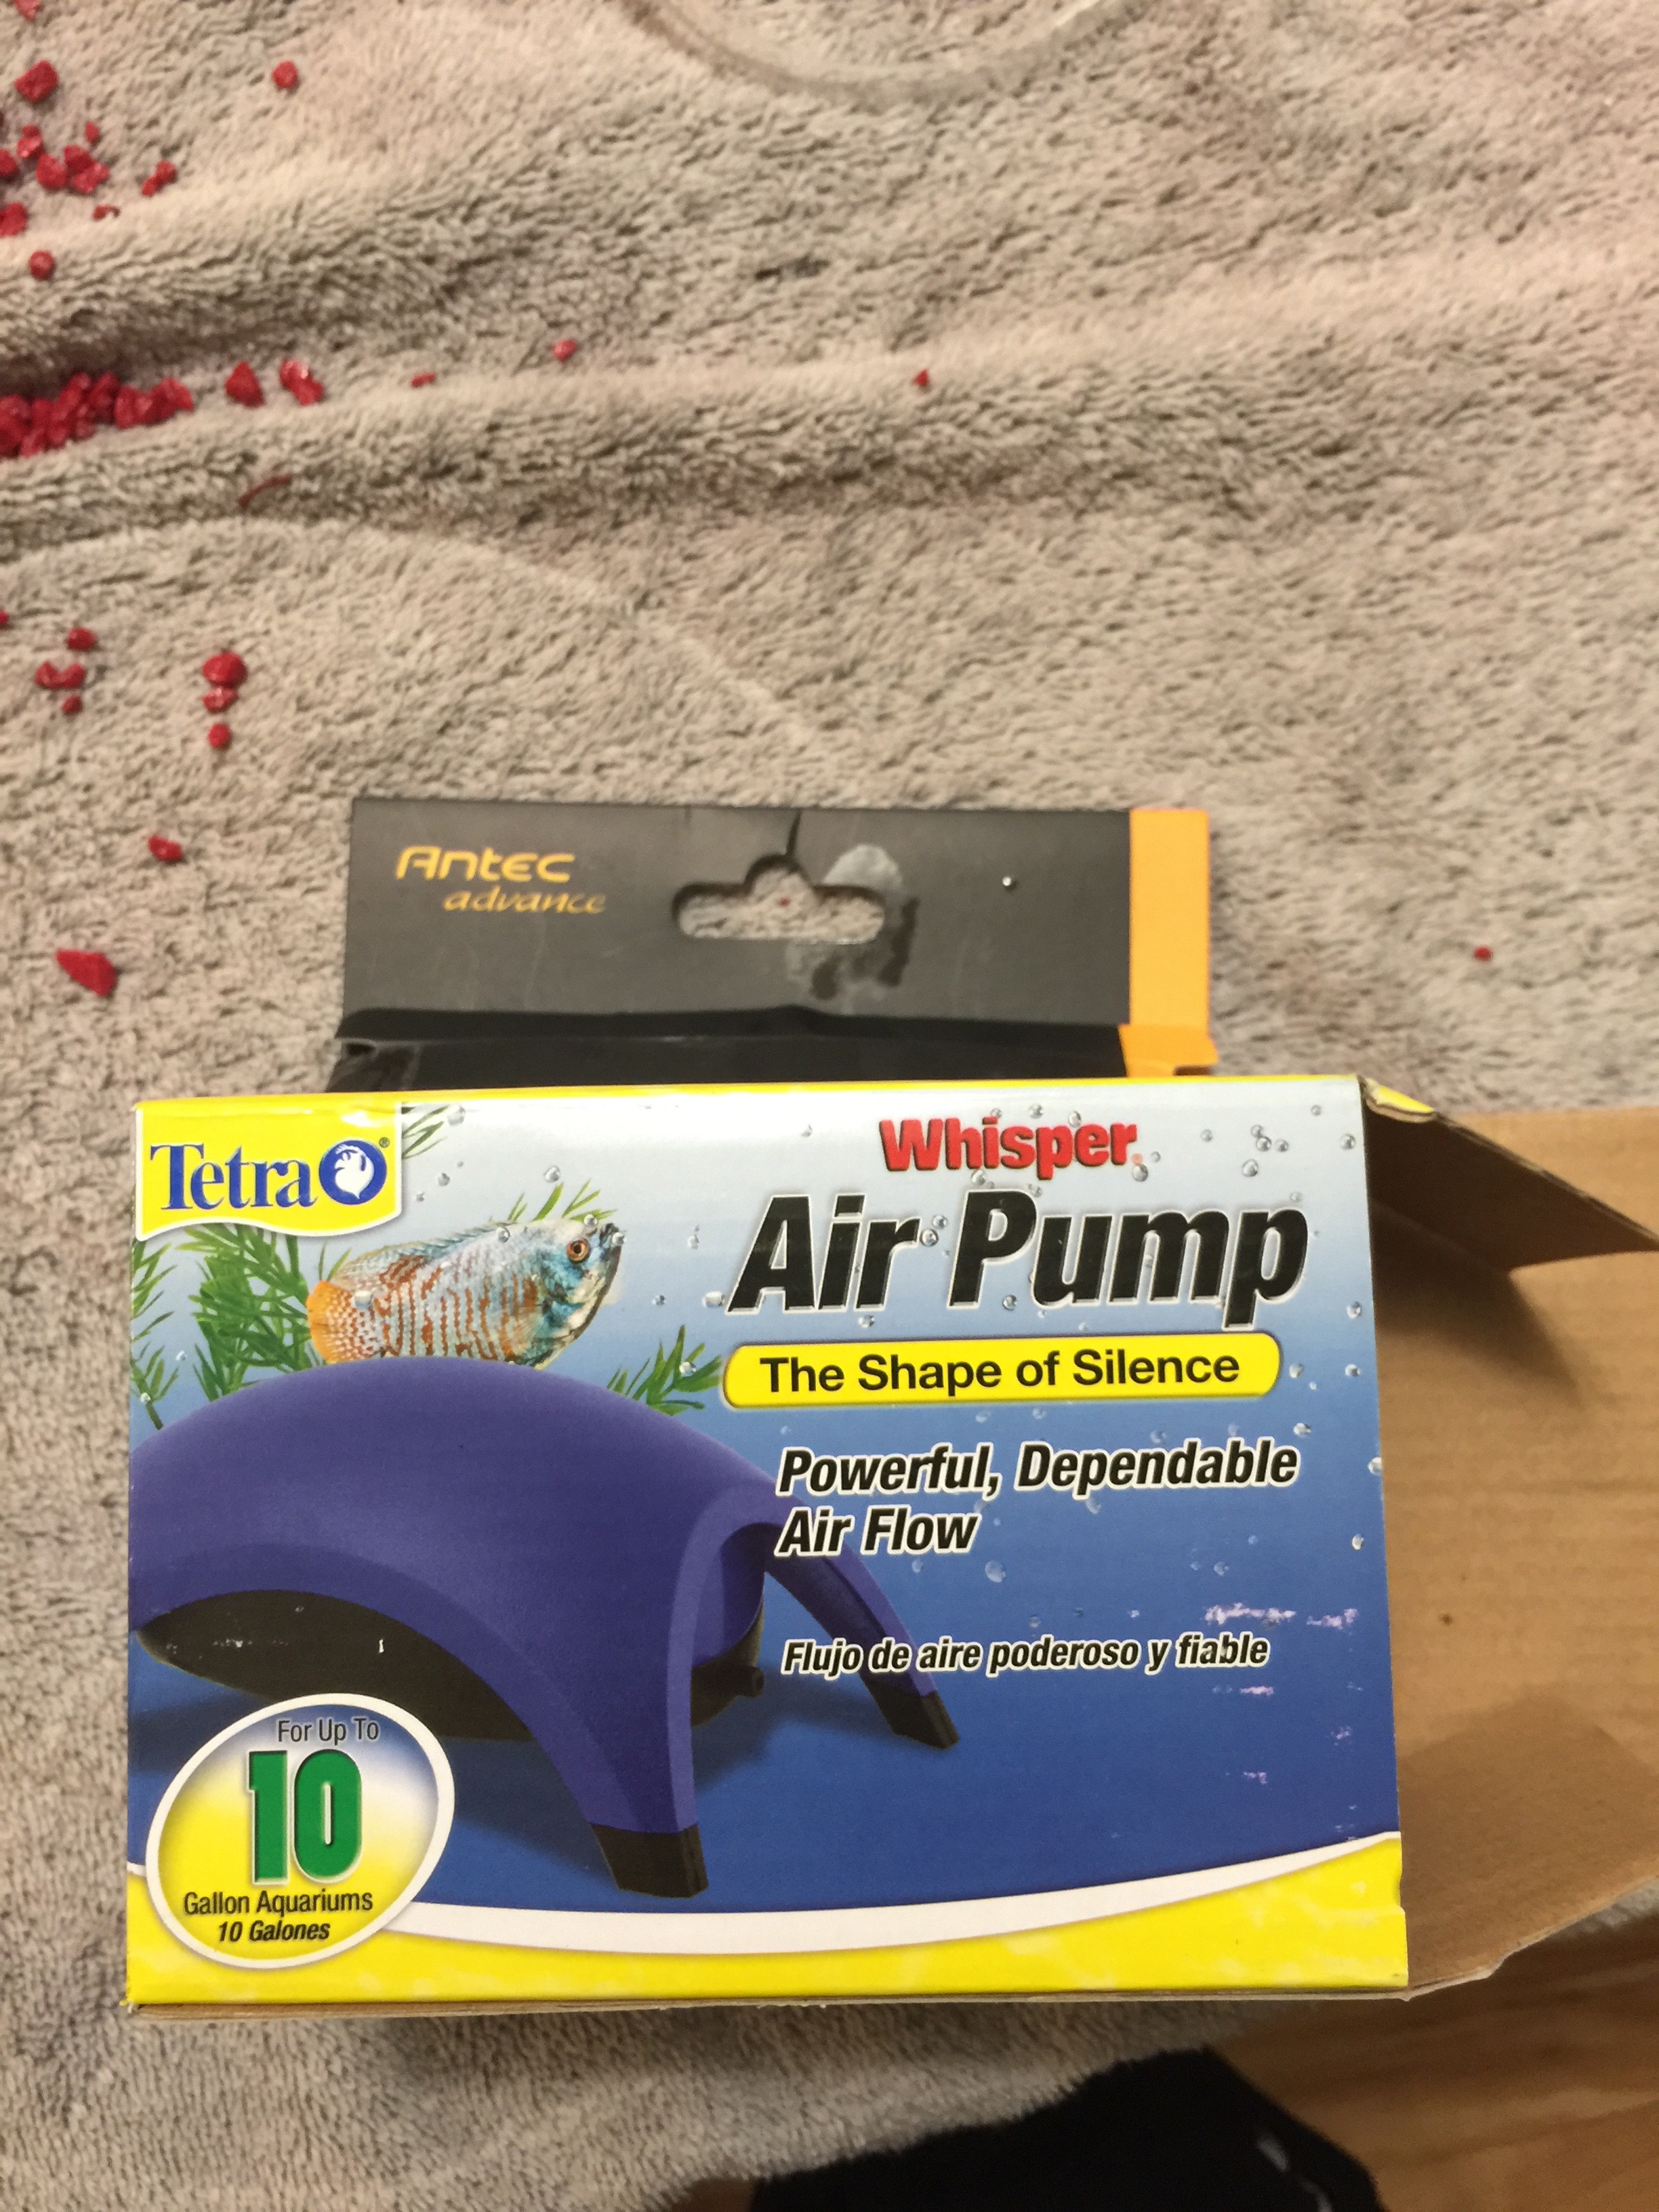 Antec
advance
Tetra®
Whisper®
Air Pump
The Shape of Silence
Powerful, Dependable
Air Flow
Flujo de aire poderoso y fiable
For Up To
10
Gallon Aquariums
10 Galones